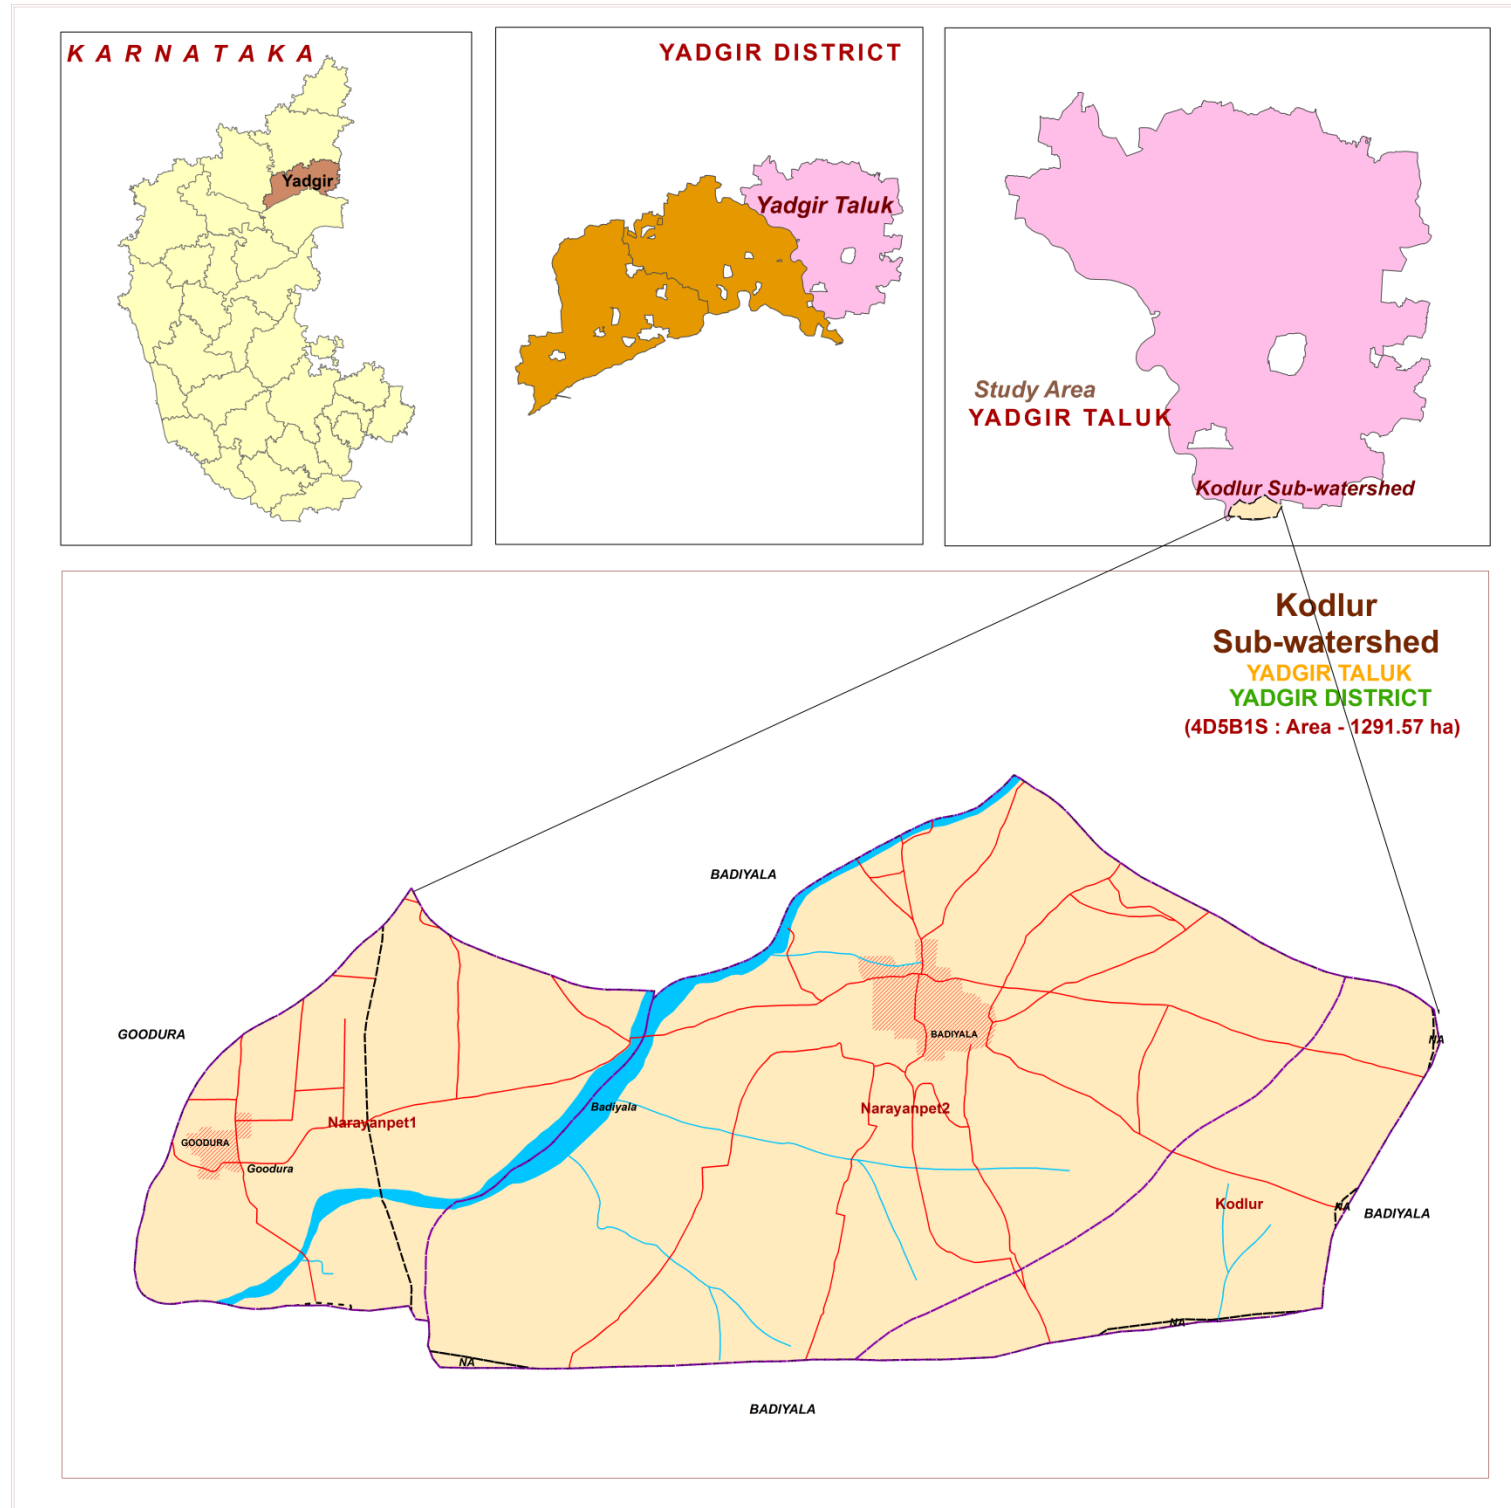 K A R N A T A K A
Yadgir
YADGIR DISTRICT
Yadgir Taluk
Study Area
YADGIR TALUK
Kodlur Sub-watershed
Kodlur
Sub-watershed
YADGIR TALUK
YADGIR DISTRICT
(4D5B1S : Area - 1291.57 ha)
BADIYALA
GOODURA
BADIYALA
NA
Badiyala
Narayanpet2
Narayanpet1
GOODURA
Goodura
Kodlur
NA
BADIYALA
NA
NA
BADIYALA